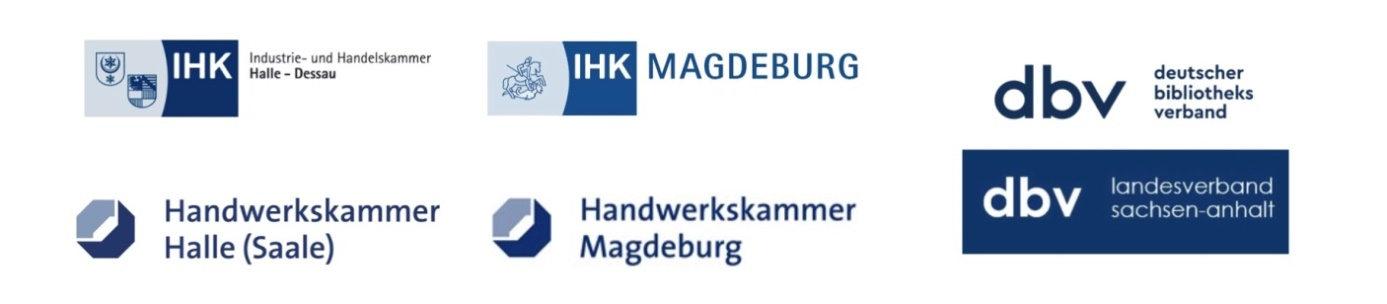 IHK
Industrie- und Handelskammer
Halle – Dessau
IHK MAGDEBURG
dbv
deutscher
bibliotheks
verband
Handwerkskammer
Halle (Saale)
Handwerkskammer
Magdeburg
dbv
landesverband
sachsen-anhalt